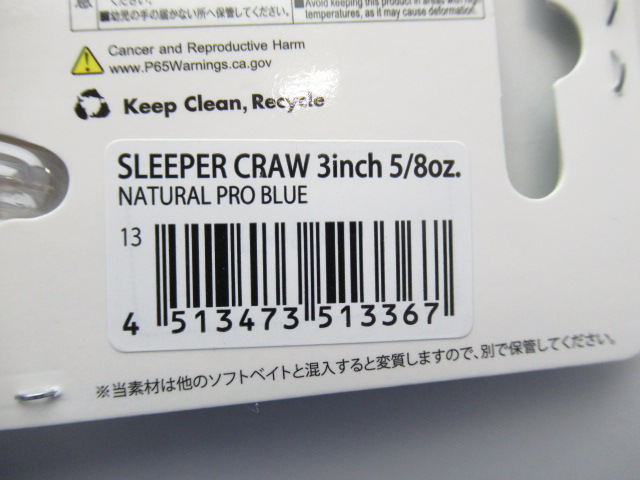 ください。
■幼児の手の届かない所へ保管してください。
■Avoid keeping this product in areas with high
temperatures, as it may cause deformation.
Cancer and Reproductive Harm
www.P65Warnings.ca.gov
Keep Clean, Recycle
SLEEPER CRAW 3inch 5/8oz.
NATURAL PRO BLUE
13
4 513473 513367
※当素材は他のソフトベイトと混入すると変質しますので、別で保管してください。